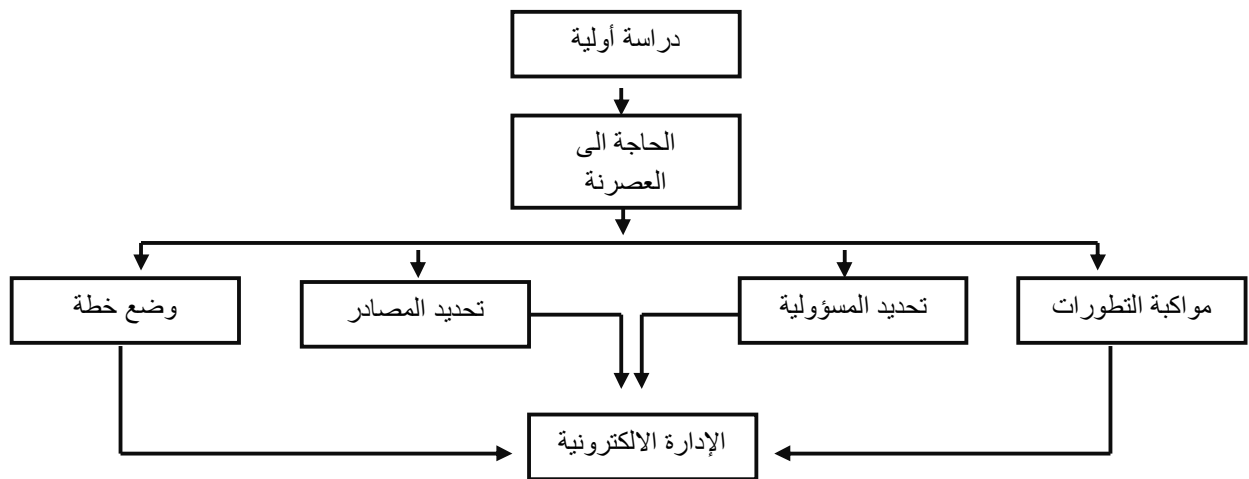 دراسة أولية
الحاجة الى
العصرنة
مواكبة التطورات
تحديد المسؤولية
تحديد المصادر
وضع خطة
الإدارة الالكترونية